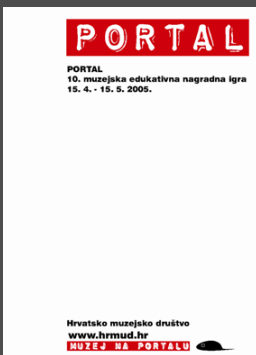 PORTAL
PORTAL
10. muzejska edukativna nagradna igra
15. 4. - 15. 5. 2005.
Hrvatsko muzejsko društvo
www.hrmud.hr
MUZEJ NA PORTALU